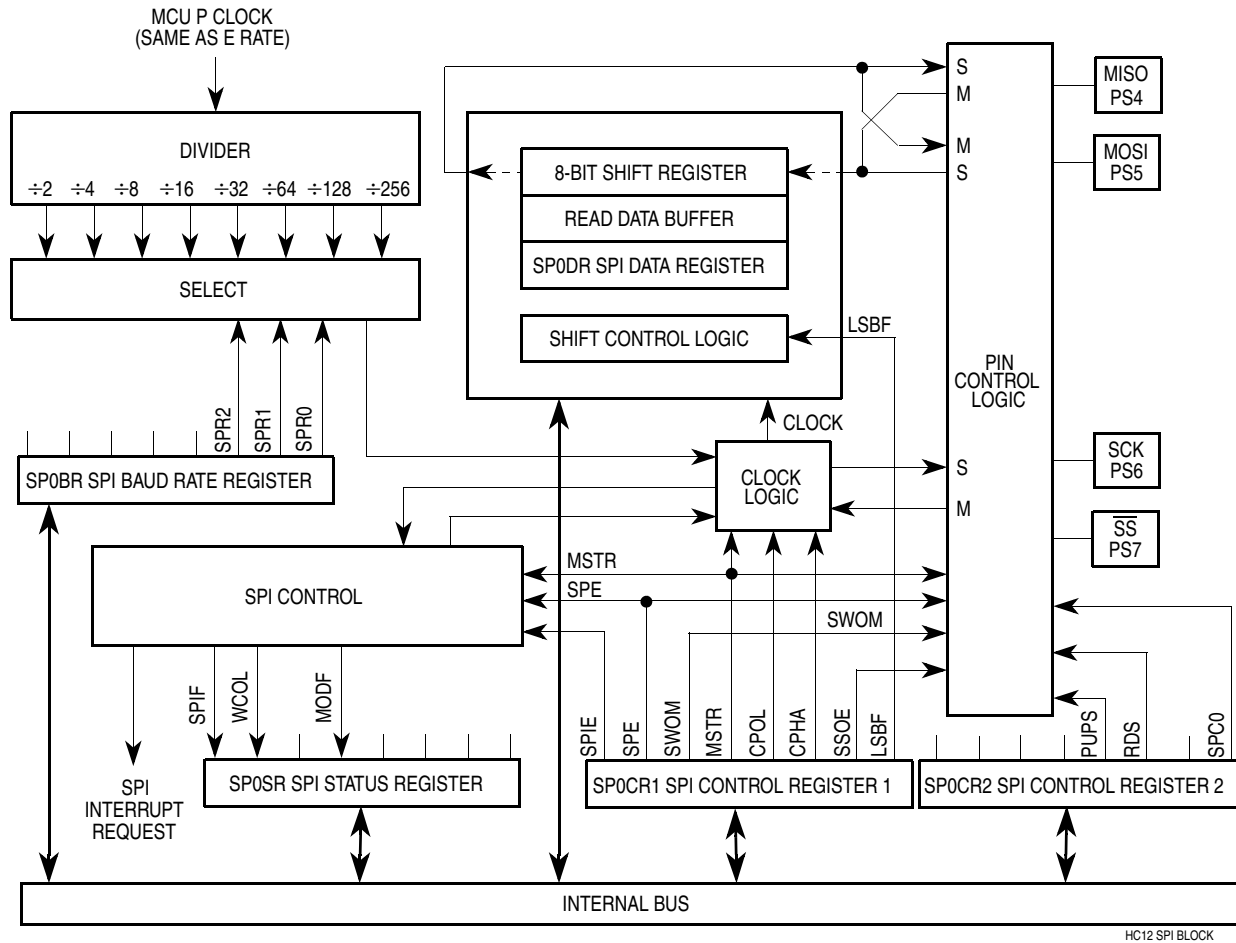 MCU P CLOCK
(SAME AS E RATE)
DIVIDER
÷2 ÷4 ÷8 ÷16 ÷32 ÷64 ÷128 ÷256
SELECT
SPR2
SPR1
SPR0
SP0BR SPI BAUD RATE REGISTER
8-BIT SHIFT REGISTER
READ DATA BUFFER
SP0DR SPI DATA REGISTER
SHIFT CONTROL LOGIC
LSBF
CLOCK
CLOCK
LOGIC
S
M
M
S
PIN
CONTROL
LOGIC
S
M
MISO
PS4
MOSI
PS5
SCK
PS6
SS
PS7
SPI CONTROL
MSTR
SPE
SWOM
SPIF
WCOL
MODF
SPI
INTERRUPT
REQUEST
SP0SR SPI STATUS REGISTER
SPIE
SPE
SWOM
MSTR
CPOL
CPHA
SSOE
LSBF
SP0CR1 SPI CONTROL REGISTER 1
PUPS
RDS
SPC0
SP0CR2 SPI CONTROL REGISTER 2
INTERNAL BUS
HC12 SPI BLOCK